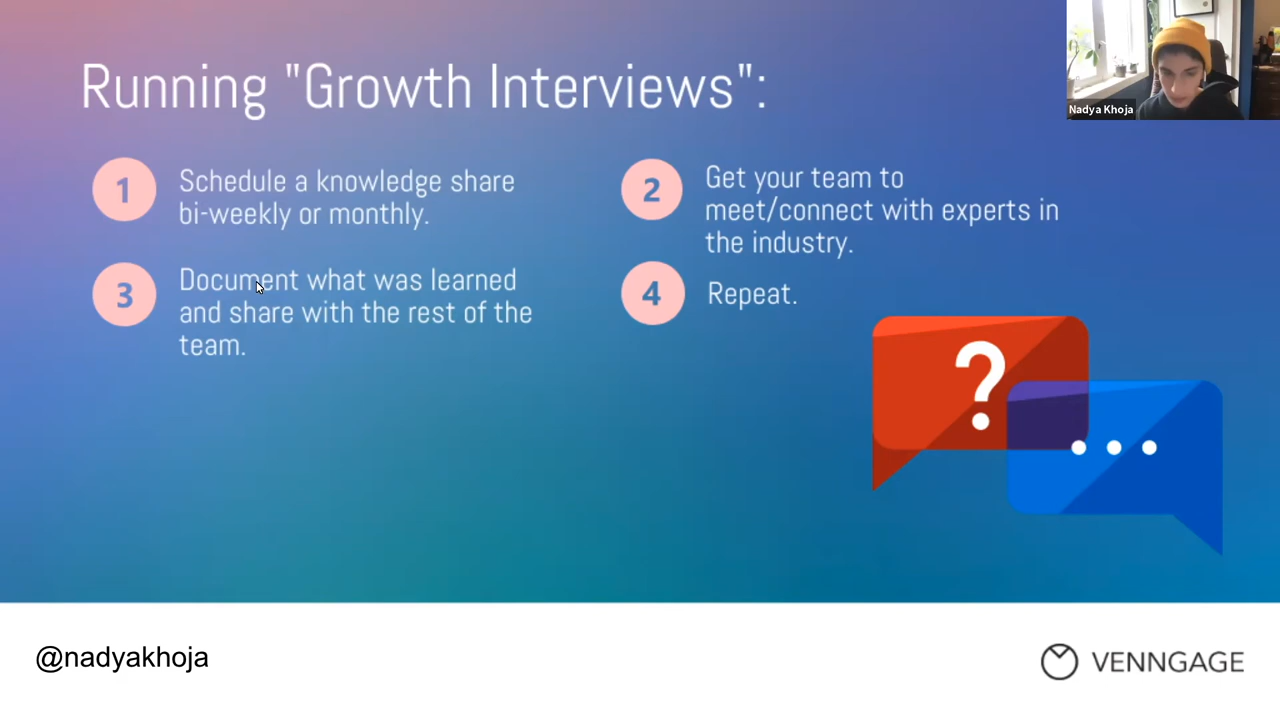 Running "Growth Interviews":
Nadya Khoja
1
Schedule a knowledge share
bi-weekly or monthly.
2
Get your team to
meet/connect with experts in
the industry.
3
Document what was learned
and share with the rest of the
team.
4
Repeat.
?
@nadyakhoja
VENNGAGE